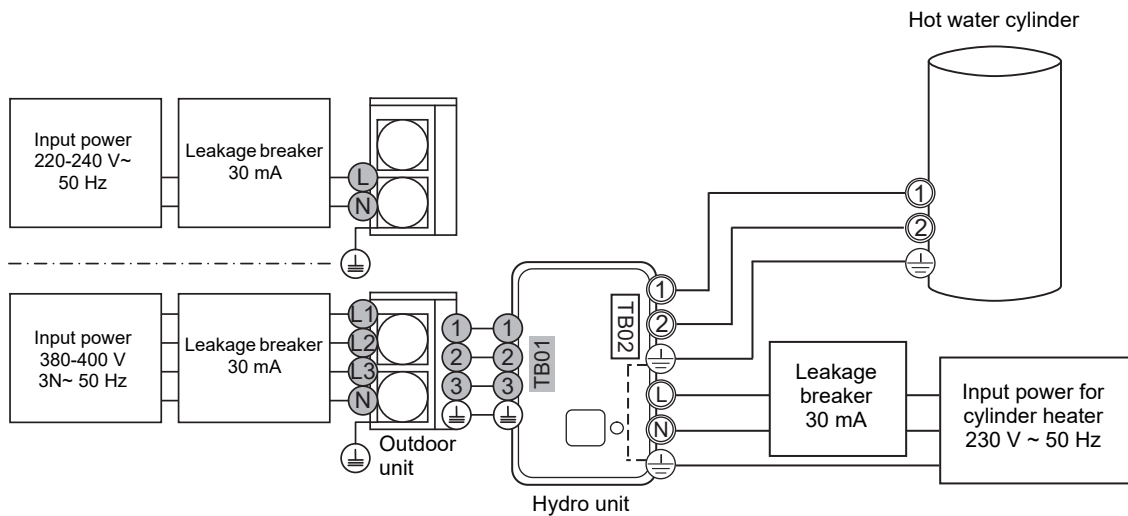 Hot water cylinder
Input power
220-240 V~
50 Hz
Leakage breaker
30 mA
L
N
1
2
Input power
380-400 V
3N~ 50 Hz
Leakage breaker
30 mA
L1
L2
L3
N
Outdoor
unit
1
2
3
1
2
3
TB01
TB02
1
2
L
N
Hydro unit
Leakage
breaker
30 mA
Input power for
cylinder heater
230 V ~ 50 Hz